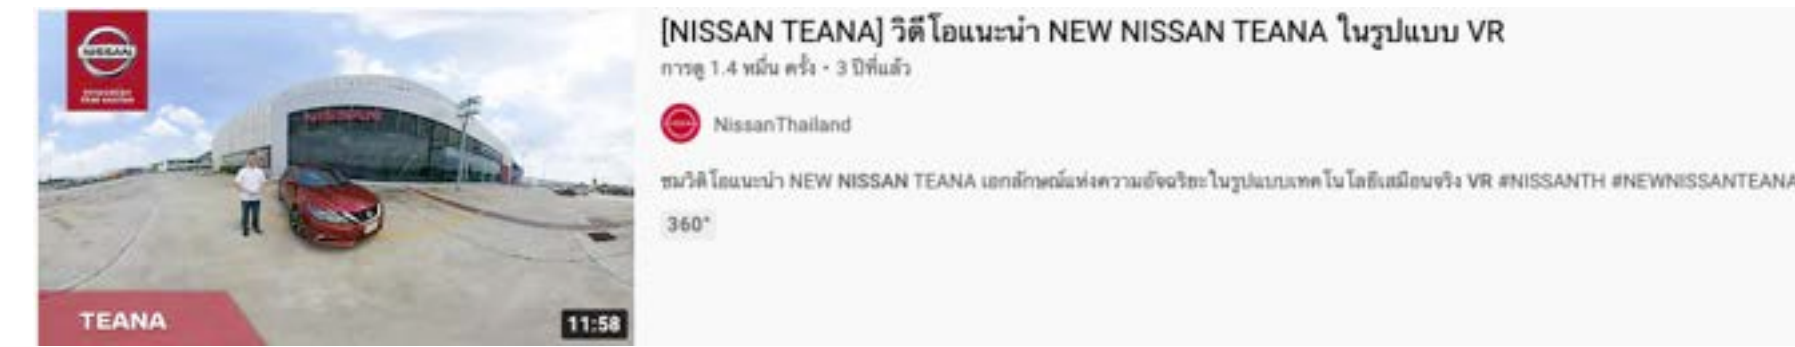 NISSAN
[NISSAN TEANA] วิดีโอแนะนำ NEW NISSAN TEANA ในรูปแบบ VR
การดู 1.4 หมื่น ครั้ง • 3 ปีที่แล้ว
NissanThailand
ชมวิดิโอแนะนำ NEW NISSAN TEANA เอกลักษณ์แห่งความอัจฉริยะในรูปแบบเทคโนโลยีเสมือนจริง VR #NISSANTH #NEWNISSANTEANA
360°
TEANA
11:58